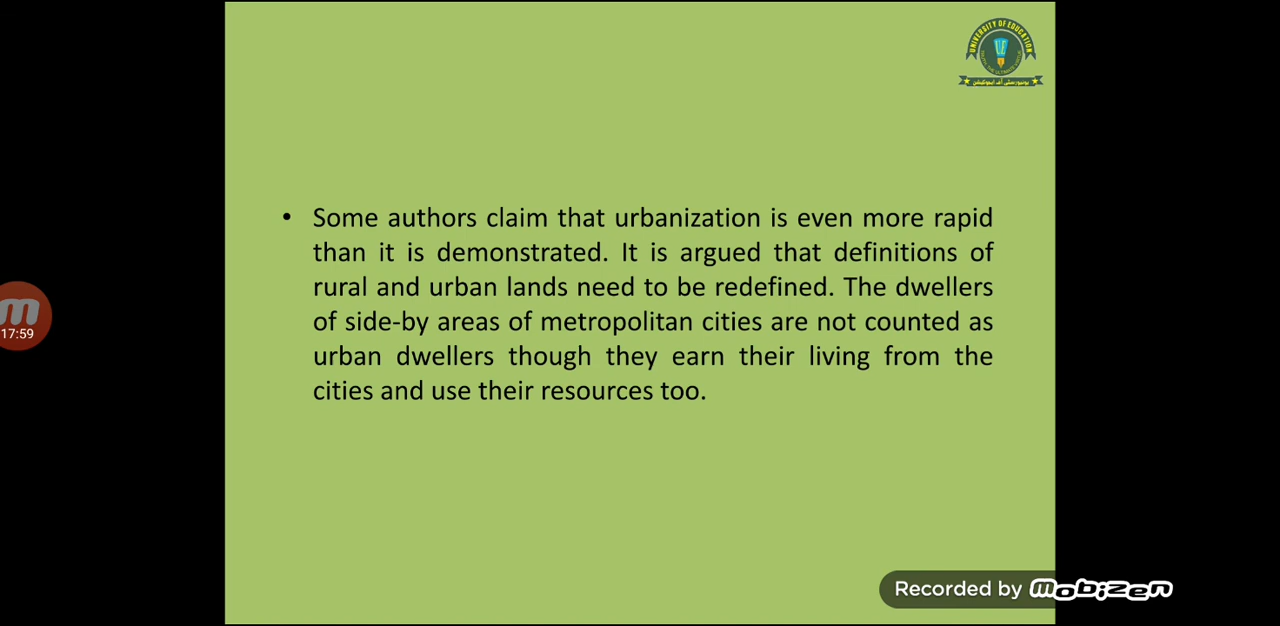 UNIVERSITY OF EDUCATION
• Some authors claim that urbanization is even more rapid
than it is demonstrated. It is argued that definitions of
rural and urban lands need to be redefined. The dwellers
of side-by areas of metropolitan cities are not counted as
urban dwellers though they earn their living from the
cities and use their resources too.
17:59
Recorded by Mobizen